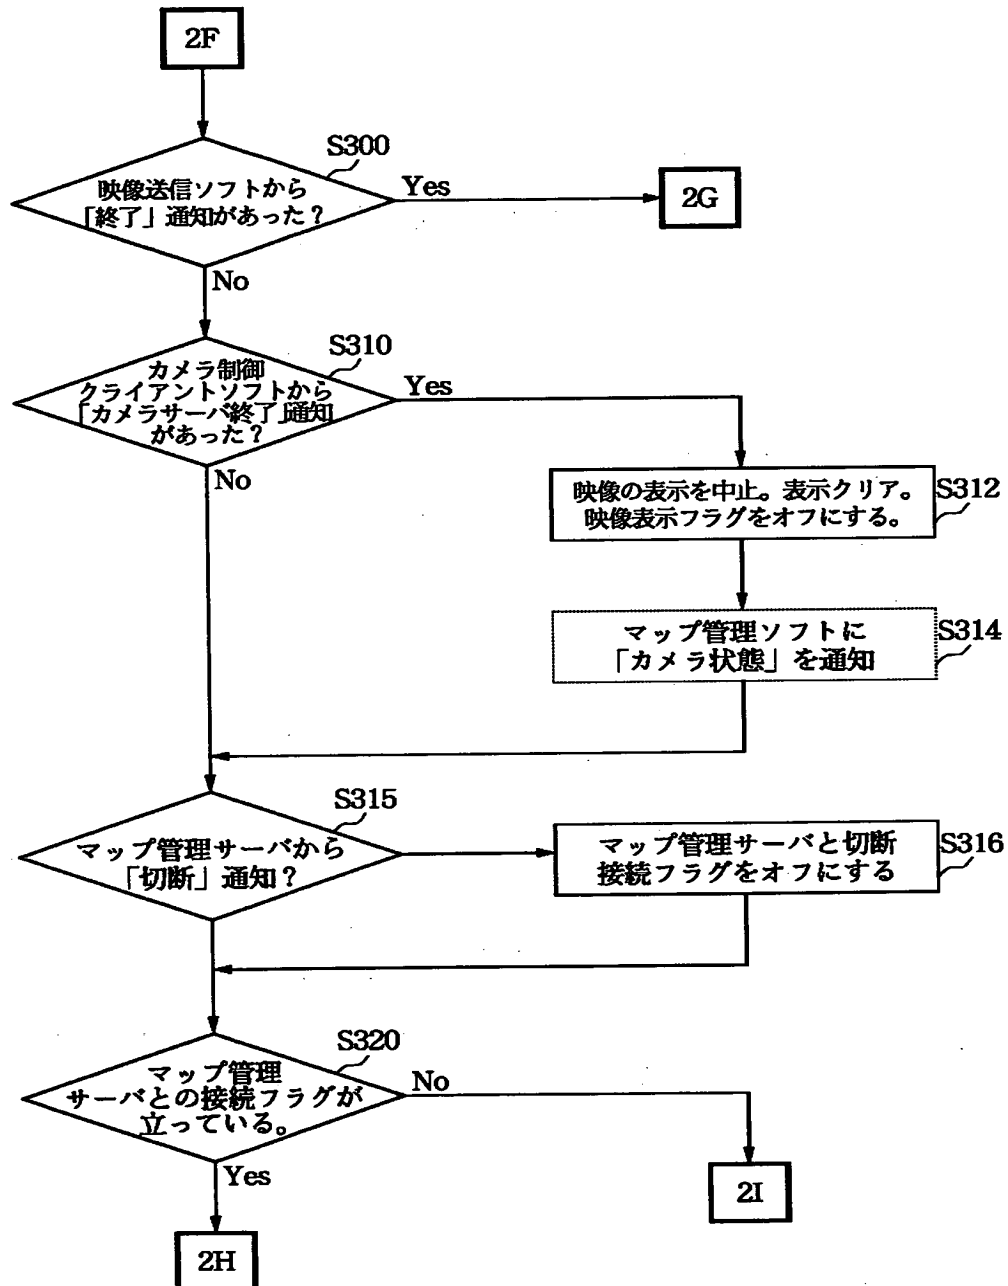 2F
S300
映像送信ソフトから
「終了」通知があった？
Yes
2G
No
S310
カメラ制御
クライアントソフトから
「カメラサーバ終了」通知
があった？
Yes
No
映像の表示を中止。表示クリア。
映像表示フラグをオフにする。
S312
マップ管理ソフトに
「カメラ状態」を通知
S314
S315
マップ管理サーバから
「切断」通知？
マップ管理サーバと切断
接続フラグをオフにする
S316
S320
マップ管理
サーバとの接続フラグが
立っている。
No
Yes
2I
2H